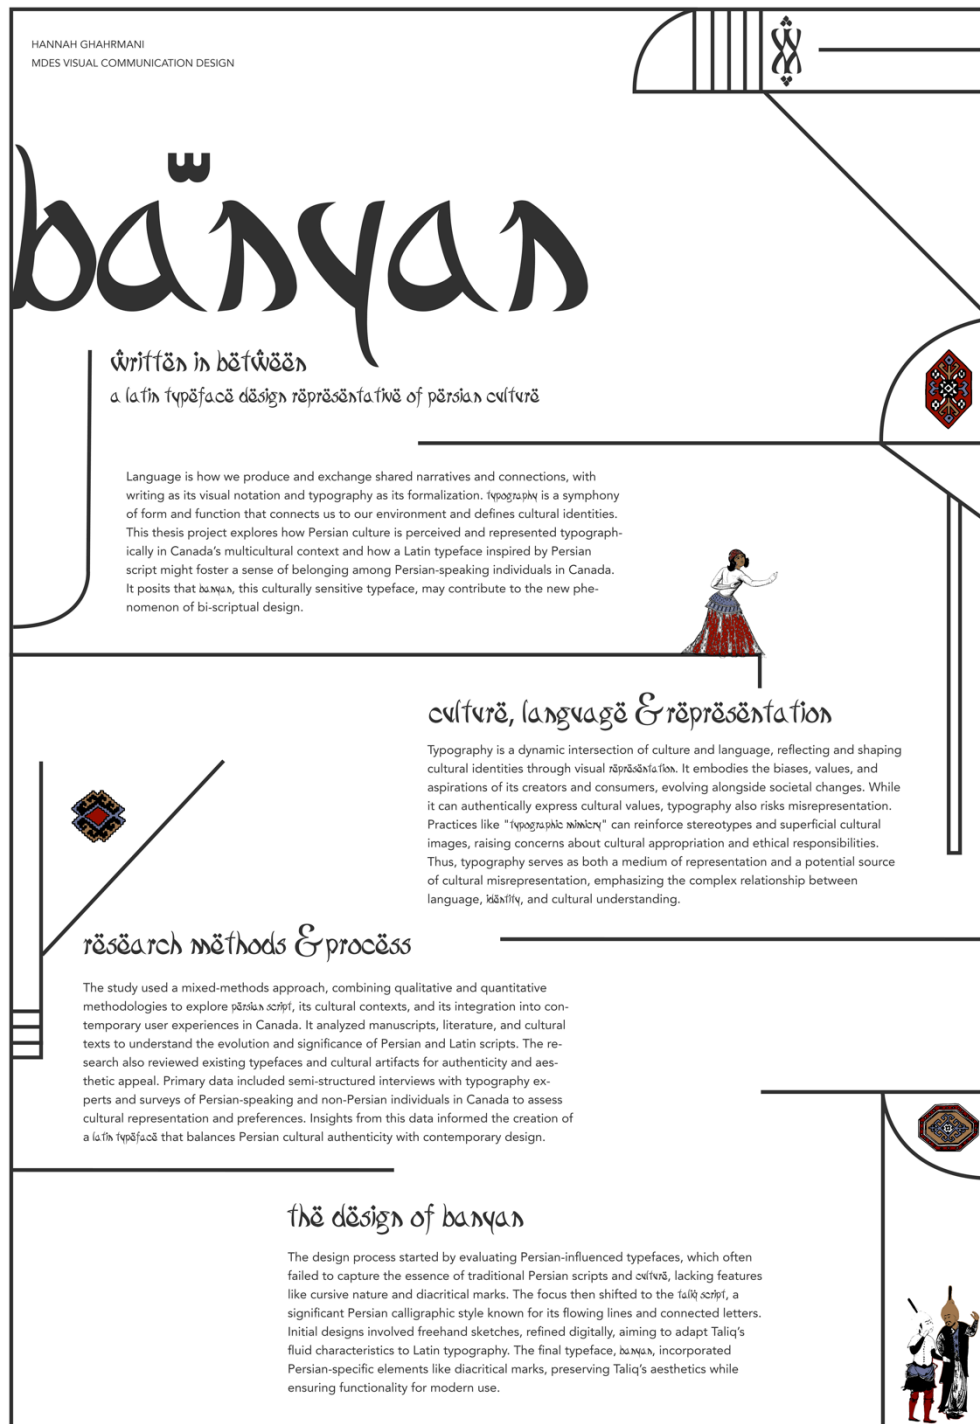 HANNAH GHAHRMANI
MDES VISUAL COMMUNICATION DESIGN
banyan
written in between
a latin typeface design representative of persian culture
Language is how we produce and exchange shared narratives and connections, with
writing as its visual notation and typography as its formalization. typography is a symphony
of form and function that connects us to our environment and defines cultural identities.
This thesis project explores how Persian culture is perceived and represented typograph-
ically in Canada's multicultural context and how a Latin typeface inspired by Persian
script might foster a sense of belonging among Persian-speaking individuals in Canada.
It posits that banyan, this culturally sensitive typeface, may contribute to the new phe-
nomenon of bi-scriptual design.
culture, language & representation
Typography is a dynamic intersection of culture and language, reflecting and shaping
cultural identities through visual representation. It embodies the biases, values, and
aspirations of its creators and consumers, evolving alongside societal changes. While
it can authentically express cultural values, typography also risks misrepresentation.
Practices like "typographic mimicry" can reinforce stereotypes and superficial cultural
images, raising concerns about cultural appropriation and ethical responsibilities.
Thus, typography serves as both a medium of representation and a potential source
of cultural misrepresentation, emphasizing the complex relationship between
language, identity, and cultural understanding.
research methods & process
The study used a mixed-methods approach, combining qualitative and quantitative
methodologies to explore persian script, its cultural contexts, and its integration into con-
temporary user experiences in Canada. It analyzed manuscripts, literature, and cultural
texts to understand the evolution and significance of Persian and Latin scripts. The re-
search also reviewed existing typefaces and cultural artifacts for authenticity and aes-
thetic appeal. Primary data included semi-structured interviews with typography ex-
perts and surveys of Persian-speaking and non-Persian individuals in Canada to assess
cultural representation and preferences. Insights from this data informed the creation of
a latin typeface that balances Persian cultural authenticity with contemporary design.
the design of banyan
The design process started by evaluating Persian-influenced typefaces, which often
failed to capture the essence of traditional Persian scripts and culture, lacking features
like cursive nature and diacritical marks. The focus then shifted to the taliq script, a
significant Persian calligraphic style known for its flowing lines and connected letters.
Initial designs involved freehand sketches, refined digitally, aiming to adapt Taliq's
fluid characteristics to Latin typography. The final typeface, banyan, incorporated
Persian-specific elements like diacritical marks, preserving Taliq's aesthetics while
ensuring functionality for modern use.